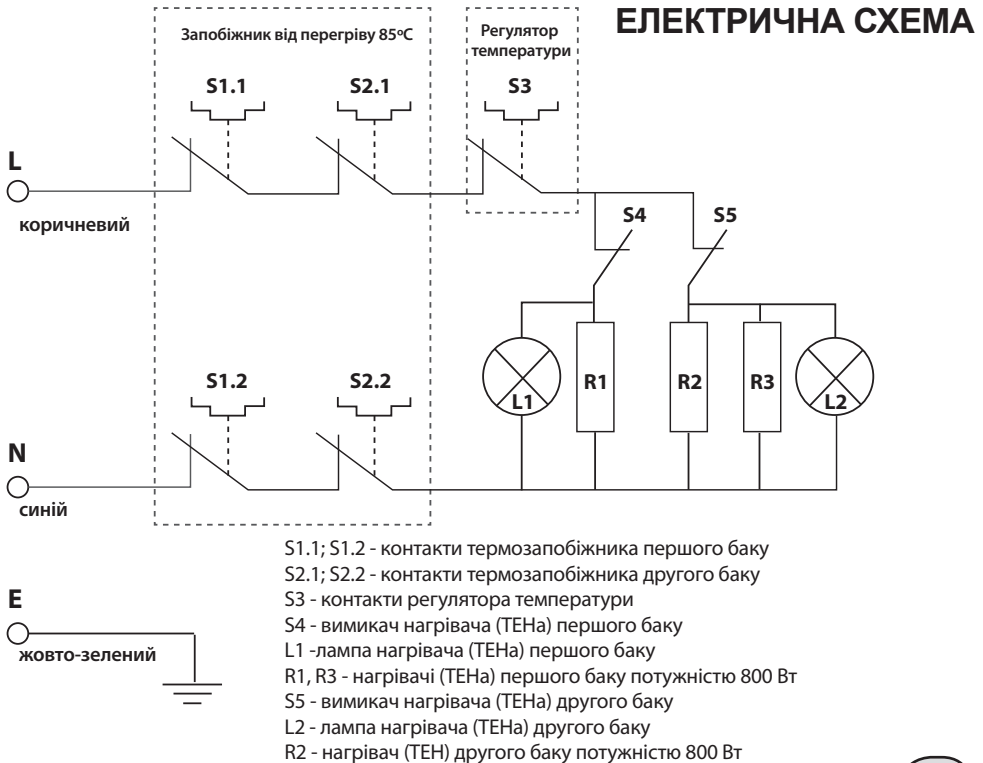 ЕЛЕКТРИЧНА СХЕМА
Запобіжник від перегріву 85ºС
Регулятор
температури
S1.1
S2.1
S3
L
коричневий
S4
S5
L1
R1
R2
R3
L2
S1.2
S2.2
N
синій
S1.1; S1.2 - контакти термозапобіжника першого баку
S2.1; S2.2 - контакти термозапобіжника другого баку
S3 - контакти регулятора температури
S4 - вимикач нагрівача (ТЕНа) першого баку
L1 -лампа нагрівача (ТЕНа) першого баку
R1, R3 - нагрівачі (ТЕНа) першого баку потужністю 800 Вт
S5 - вимикач нагрівача (ТЕНа) другого баку
L2 - лампа нагрівача (ТЕНа) другого баку
R2 - нагрівач (ТЕН) другого баку потужністю 800 Вт
E
жовто-зелений